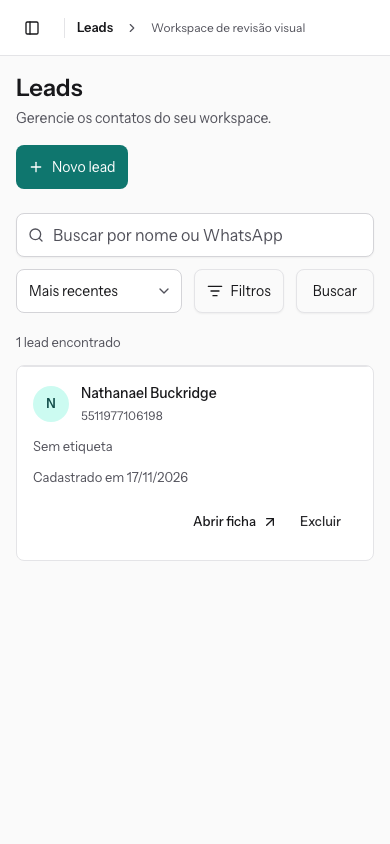 Leads > Workspace de revisão visual
Leads
Gerencie os contatos do seu workspace.
+ Novo lead
Buscar por nome ou WhatsApp
Mais recentes Filtros Buscar
1 lead encontrado
N Nathanael Buckridge
5511977106198
Sem etiqueta
Cadastrado em 17/11/2026
Abrir ficha Excluir